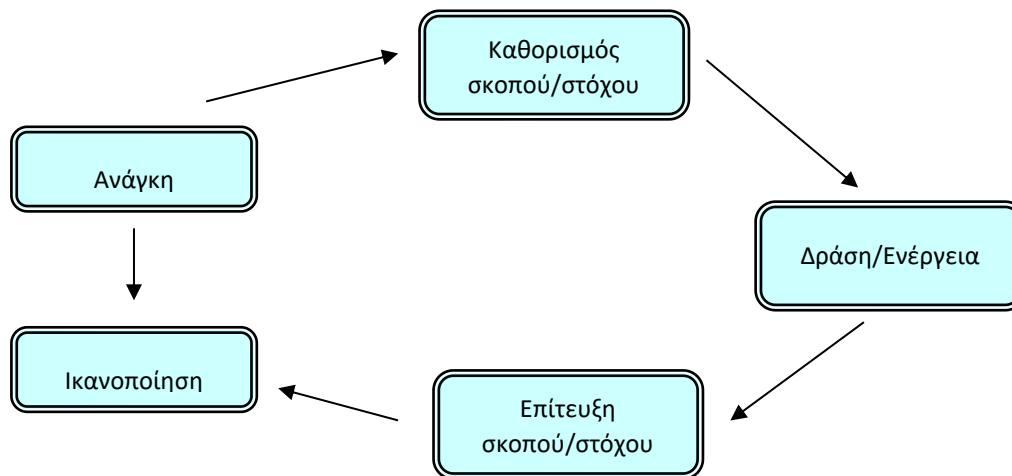 Καθορισμός
σκοπού/στόχου
Ανάγκη
Δράση/Ενέργεια
Ικανοποίηση
Επίτευξη
σκοπού/στόχου